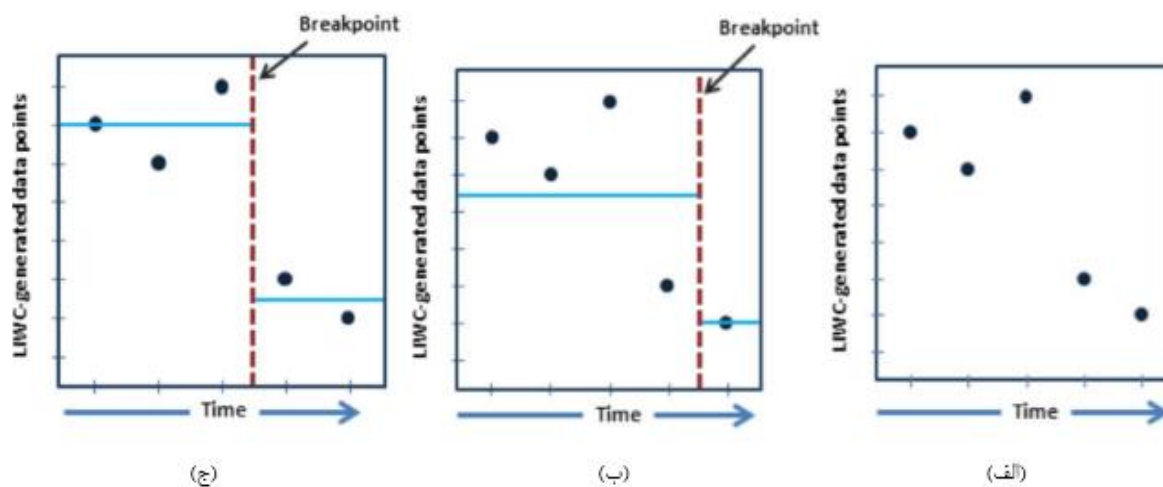 Breakpoint
LIWC-generated data points
Time
(ج)
Breakpoint
LIWC-generated data points
Time
(ب)
LIWC-generated data points
Time
(الف)